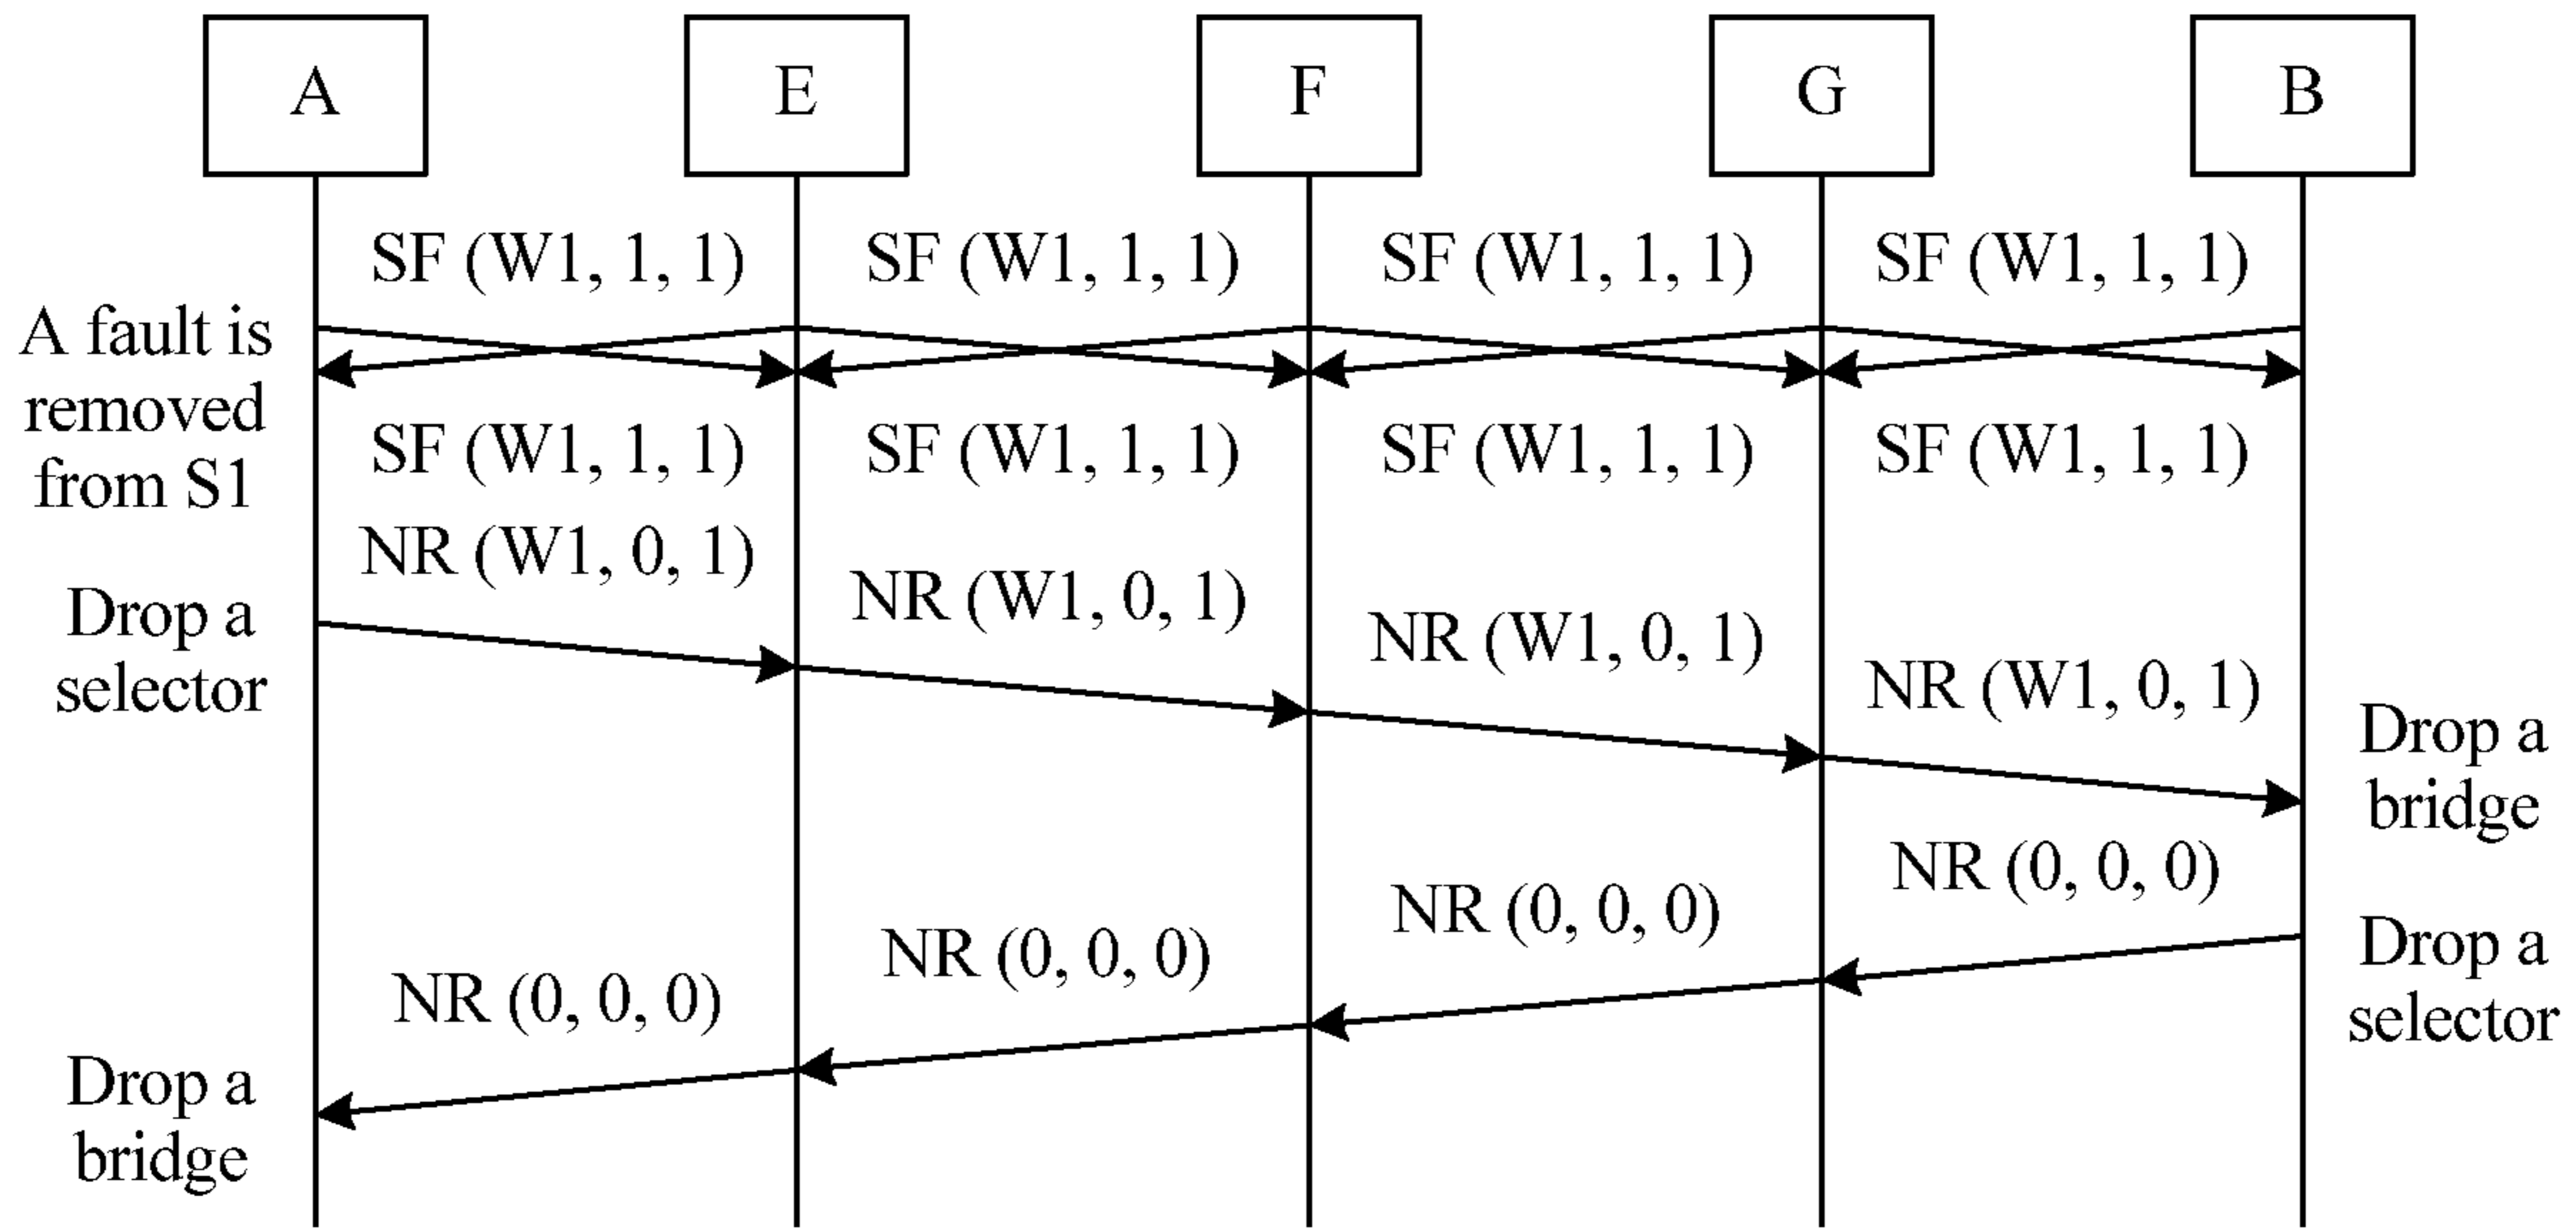 A E F G B
SF (W1, 1, 1) SF (W1, 1, 1) SF (W1, 1, 1) SF (W1, 1, 1)
A fault is
removed
from S1
SF (W1, 1, 1) SF (W1, 1, 1) SF (W1, 1, 1) SF (W1, 1, 1)
NR (W1, 0, 1) NR (W1, 0, 1) NR (W1, 0, 1) NR (W1, 0, 1)
Drop a
selector
Drop a
bridge
NR (0, 0, 0) NR (0, 0, 0) NR (0, 0, 0) NR (0, 0, 0)
Drop a
selector
Drop a
bridge